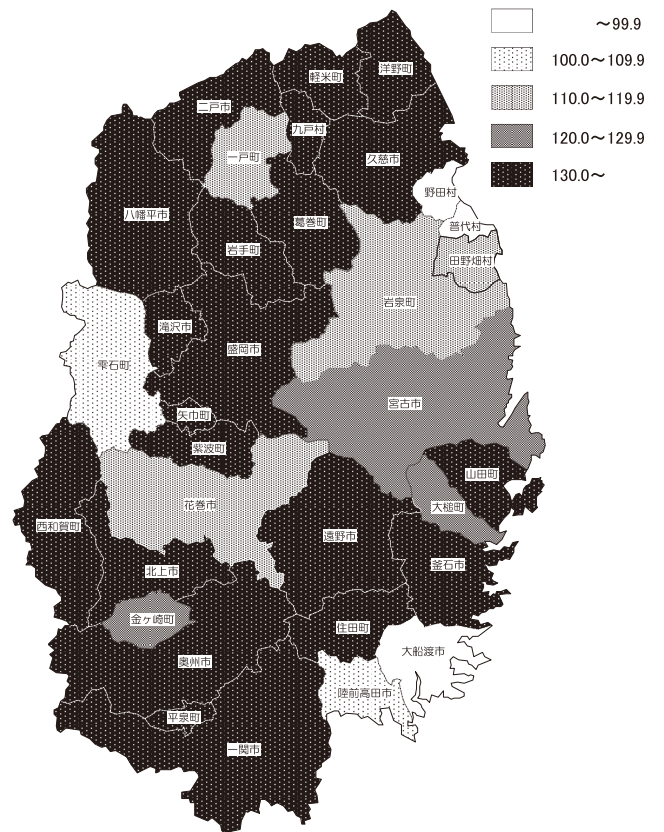 ～99.9
100.0～109.9
110.0～119.9
120.0～129.9
130.0～
洋野町
軽米町
二戸市
九戸村
一戸町
久慈市
野田村
八幡平市
葛巻町
普代村
岩手町
田野畑村
岩泉町
滝沢市
盛岡市
雫石町
宮古市
矢巾町
紫波町
山田町
花巻市
大槌町
西和賀町
遠野市
釜石市
北上市
金ヶ崎町
住田町
大船渡市
奥州市
陸前高田市
平泉町
一関市